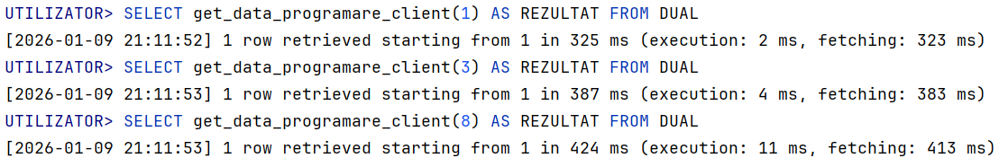 UTILIZATOR> SELECT get_data_programare_client(1) AS REZULTAT FROM DUAL
[2026-01-09 21:11:52] 1 row retrieved starting from 1 in 325 ms (execution: 2 ms, fetching: 323 ms)
UTILIZATOR> SELECT get_data_programare_client(3) AS REZULTAT FROM DUAL
[2026-01-09 21:11:53] 1 row retrieved starting from 1 in 387 ms (execution: 4 ms, fetching: 383 ms)
UTILIZATOR> SELECT get_data_programare_client(8) AS REZULTAT FROM DUAL
[2026-01-09 21:11:53] 1 row retrieved starting from 1 in 424 ms (execution: 11 ms, fetching: 413 ms)